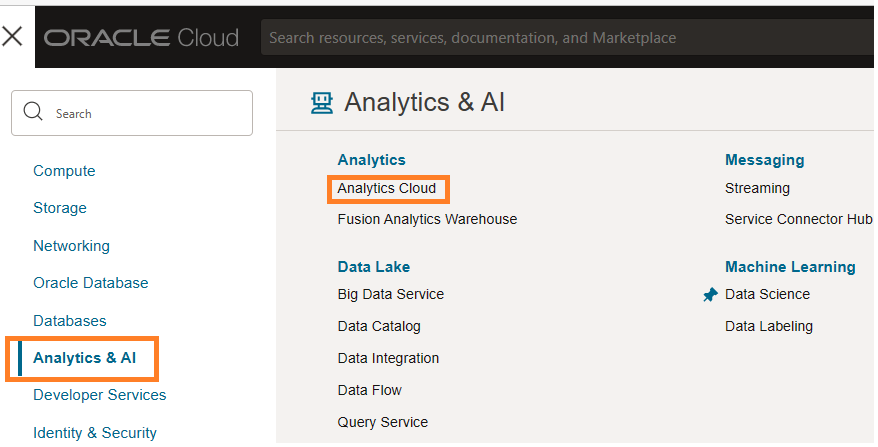 ORACLE Cloud
Search resources, services, documentation, and Marketplace
Search
Compute
Storage
Networking
Oracle Database
Databases
Analytics & AI
Developer Services
Identity & Security
Analytics & AI
Analytics
Analytics Cloud
Fusion Analytics Warehouse
Data Lake
Big Data Service
Data Catalog
Data Integration
Data Flow
Query Service
Messaging
Streaming
Service Connector Hub
Machine Learning
Data Science
Data Labeling